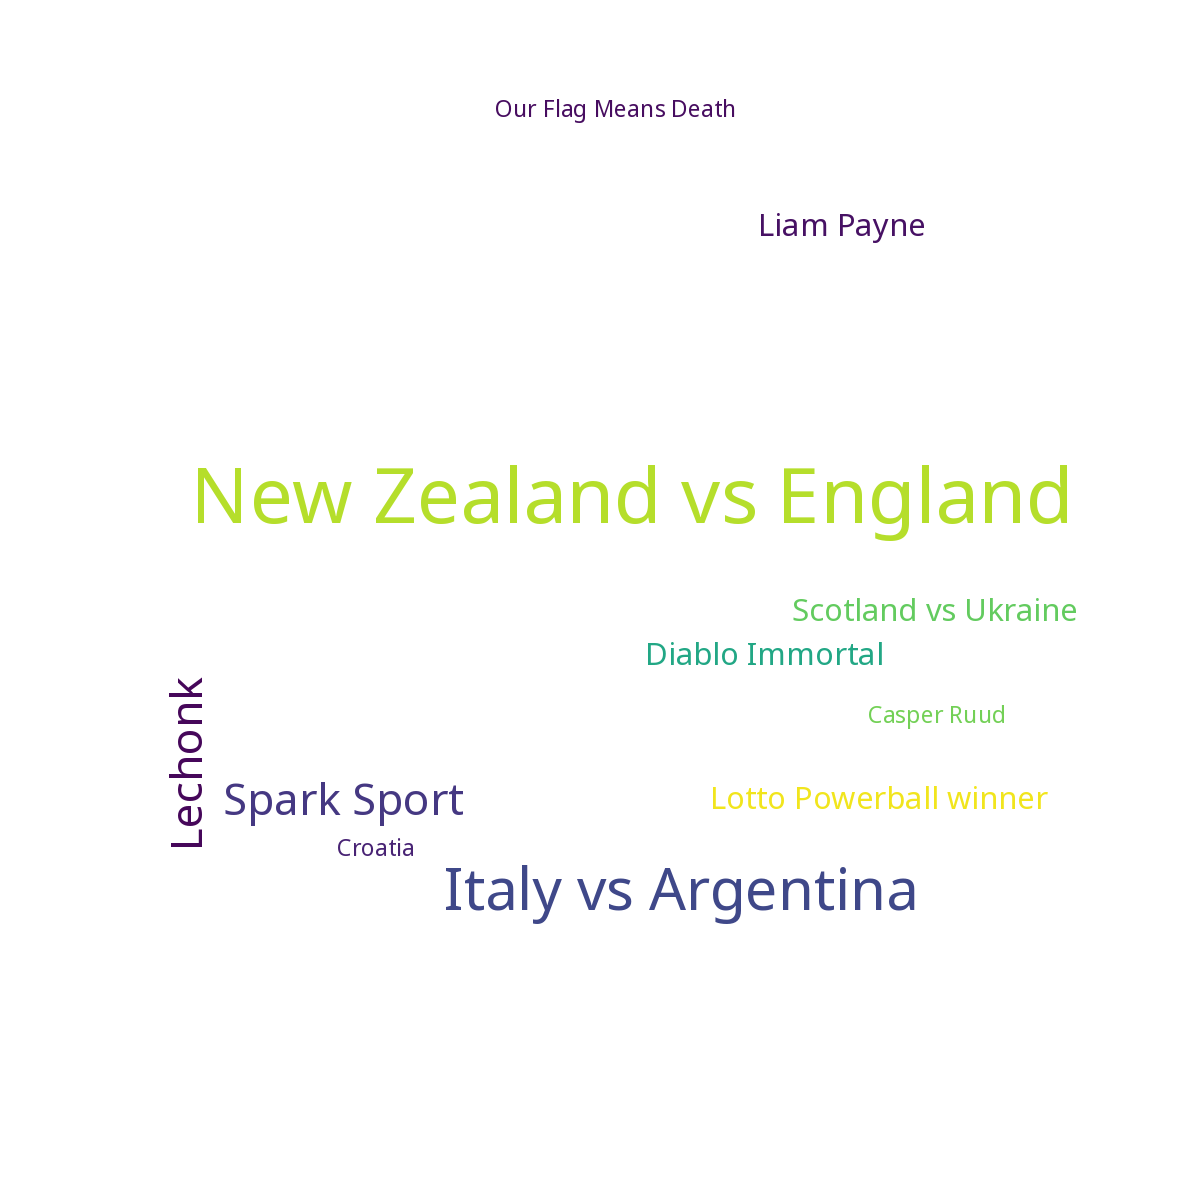 Our Flag Means Death
Liam Payne
New Zealand vs England
Scotland vs Ukraine
Diablo Immortal
Casper Ruud
Lechonk
Spark Sport
Lotto Powerball winner
Croatia
Italy vs Argentina